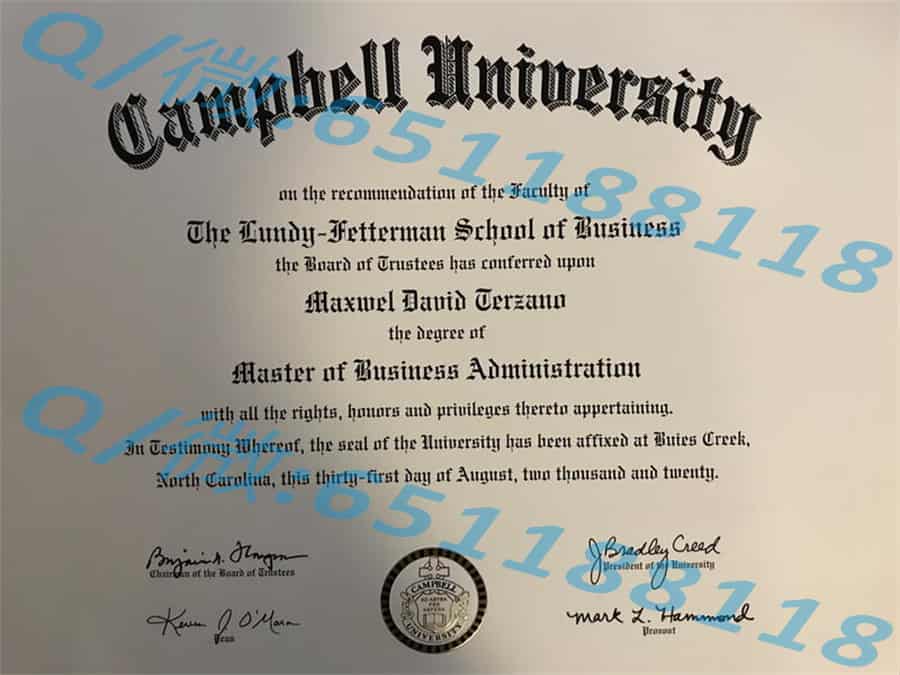 Campbell University
on the recommendation of the Faculty of
The Lundy-Fetterman School of Business
the Board of Trustees has conferred upon
Maxwel David Terzano
the degree of
Master of Business Administration
with all the rights, honors and privileges thereto appertaining.
In Testimony Whereof, the seal of the University has been affixed at Buies Creek,
North Carolina, this thirty-first day of August, two thousand and twenty.
Chairman of the Board of Trustees
J Bradley Creed
President of the University
Kevin J O'Mara
Dean
Mark L. Hammond
Provost
CAMPBELL
UNIVERSITY
AD ASTRA
PER
ASPERA
Q/微:651188118
Q/微:651188118